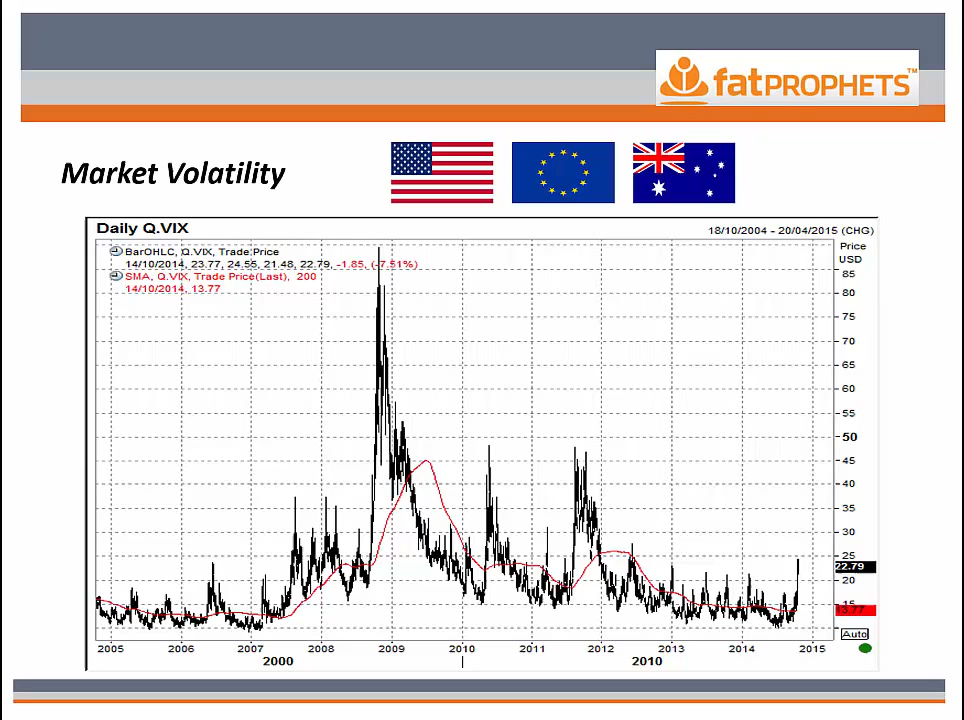 fatPROPHETS™
Market Volatility
Daily Q.VIX
18/10/2004 - 20/04/2015 (CHG)
BarOHLC, Q.VIX, Trade Price
14/10/2014, 23.77, 24.55, 21.48, 22.79, -1.85, (-7.51%)
SMA, Q.VIX, Trade Price(Last), 200
14/10/2014, 13.77
Price
USD
85
80
75
70
65
60
55
50
45
40
35
30
25
22.79
20
15
13.77
Auto
2005 2006 2007 2008 2009 2010 2011 2012 2013 2014 2015
2000 2010